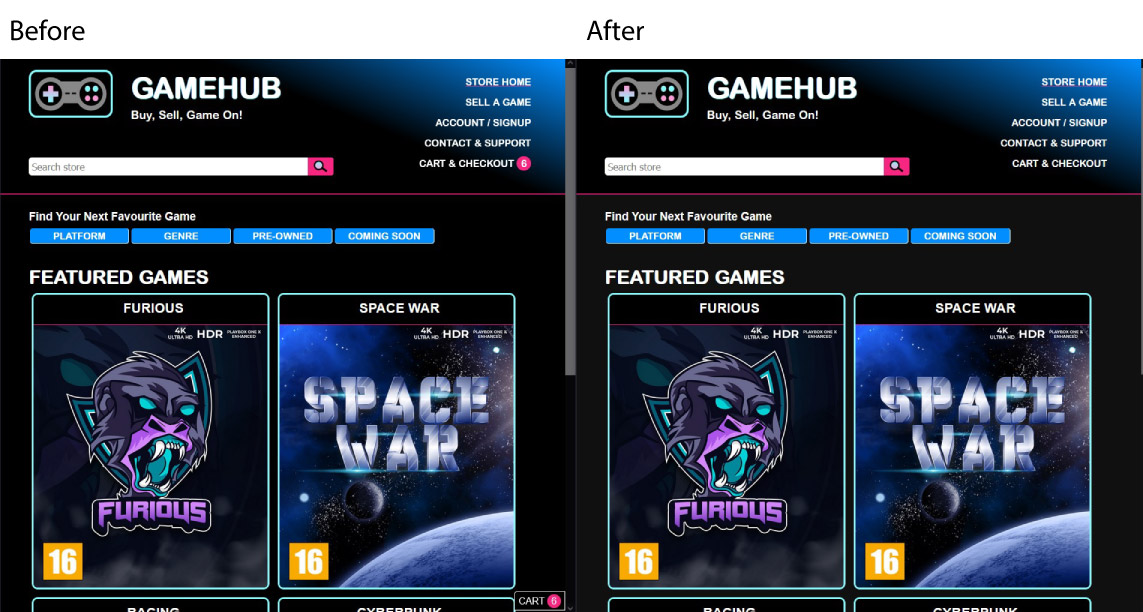 Before
GAMEHUB
Buy, Sell, Game On!
STORE HOME
SELL A GAME
ACCOUNT / SIGNUP
CONTACT & SUPPORT
CART & CHECKOUT 6
Search store
Find Your Next Favourite Game
PLATFORM GENRE PRE-OWNED COMING SOON
FEATURED GAMES
FURIOUS
4K
ULTRA HD HDR PLAYBOX ONE X
ENHANCED
FURIOUS
16
SPACE WAR
4K
ULTRA HD HDR PLAYBOX ONE &
ENHANCED
SPACE
WAR
16
RACING CYBERPUNK
CART 6
After
GAMEHUB
Buy, Sell, Game On!
STORE HOME
SELL A GAME
ACCOUNT / SIGNUP
CONTACT & SUPPORT
CART & CHECKOUT
Search store
Find Your Next Favourite Game
PLATFORM GENRE PRE-OWNED COMING SOON
FEATURED GAMES
FURIOUS
4K
ULTRA HD HDR PLAYBOX ONE X
ENHANCED
FURIOUS
16
SPACE WAR
4K
ULTRA HD HDR PLAYBOX ONE &
ENHANCED
SPACE
WAR
16
RACING CYBERPUNK